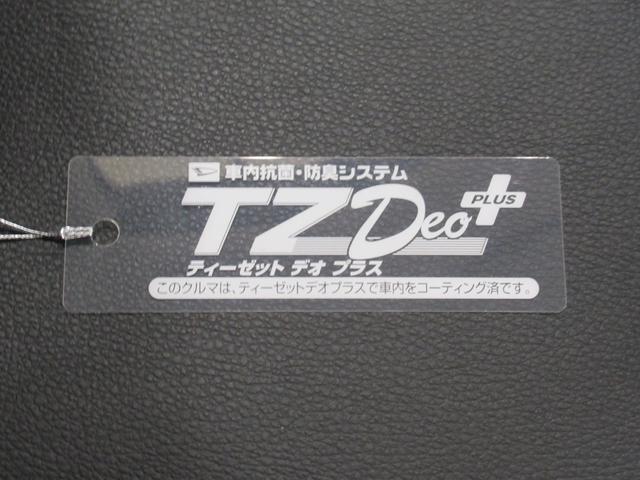 車内抗菌・防臭システム
TZ Deo PLUS
ティーゼット デオ プラス
このクルマは、ティーゼットデオプラスで車内をコーティング済です。